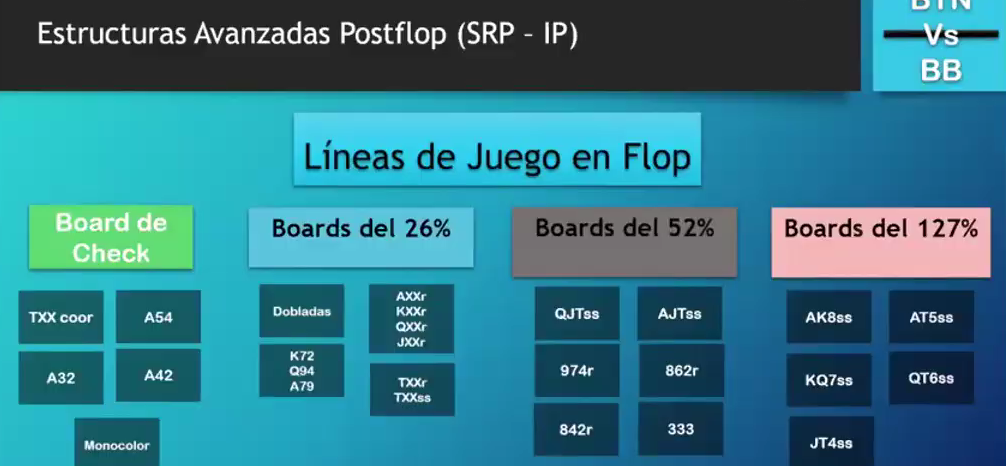 Estructuras Avanzadas Postflop (SRP – IP)
BTN
Vs
BB
Líneas de Juego en Flop
Board de
Check
TXX coor
A54
A32
A42
Monocolor
Boards del 26%
Dobladas
AXXr
KXXr
QXXr
JXXr
K72
Q94
A79
TXXr
TXXss
Boards del 52%
QJTss
AJTss
974r
862r
842r
333
Boards del 127%
AK8ss
AT5ss
KQ7ss
QT6ss
JT4ss